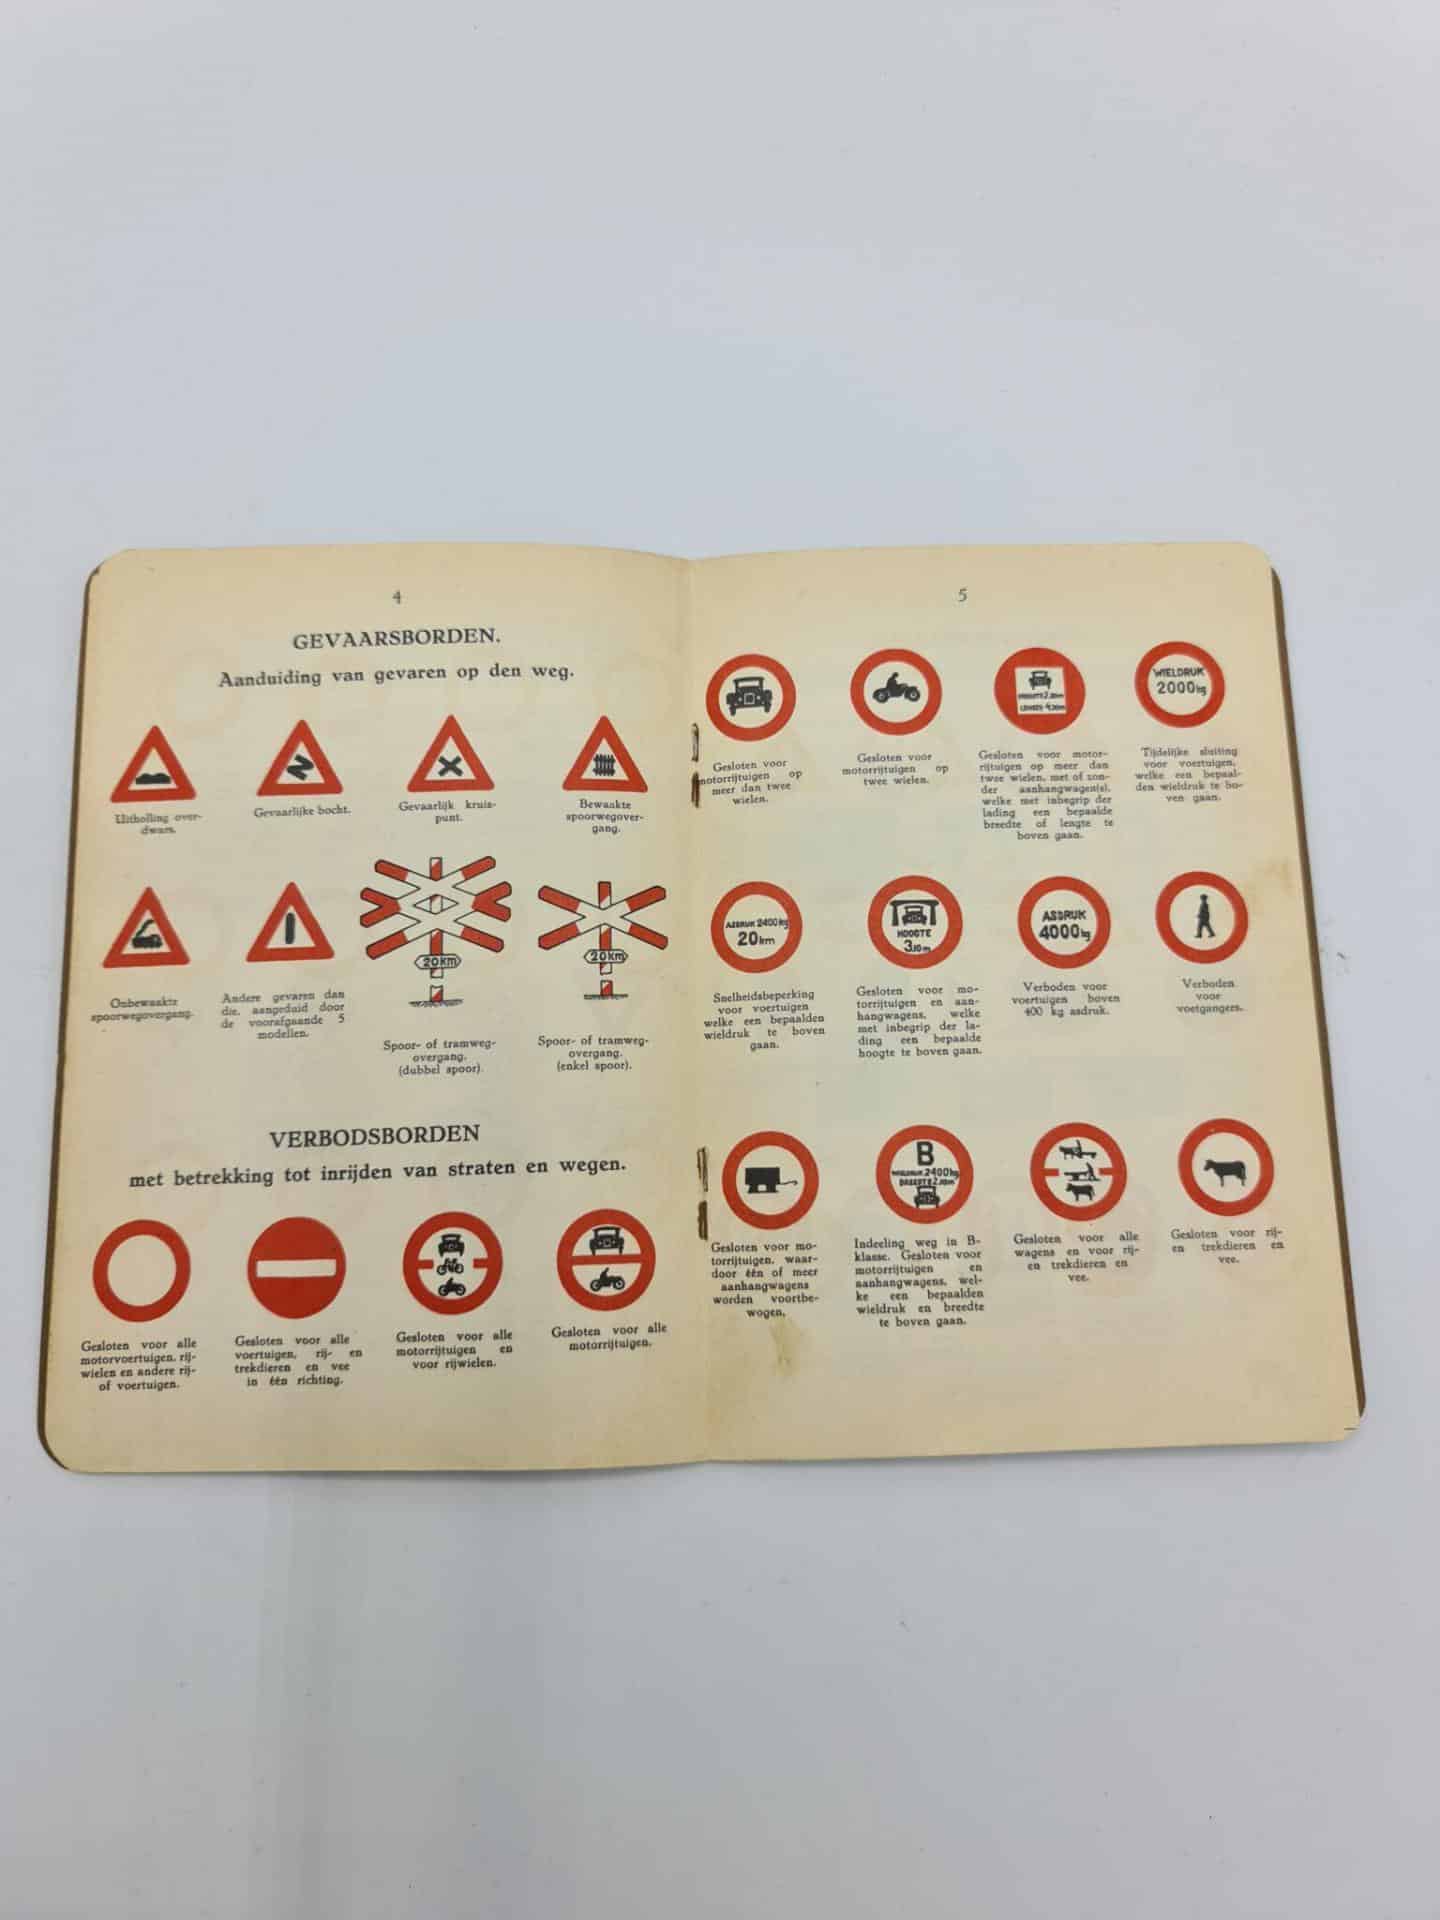 4
GEVAARSBORDEN.
Aanduiding van gevaren op den weg.
Uitholling over-
dwars.
Gevaarlijke bocht.
Gevaarlijk kruis-
punt.
Bewaakte
spoorwegover-
gang.
Onbewaakte
spoorwegovergang.
Andere gevaren dan
die, aangeduid door
de voorafgaande 5
modellen.
20km
Spoor- of tramweg-
overgang.
(dubbel spoor).
20km
Spoor- of tramweg-
overgang.
(enkel spoor).
VERBODSBORDEN
met betrekking tot inrijden van straten en wegen.
Gesloten voor alle
motorvoertuigen, rij-
wielen en andere rij-
of voertuigen.
Gesloten voor alle
voertuigen, rij- en
trekdieren en vee
in één richting.
Gesloten voor alle
motorrijtuigen en
voor rijwielen.
Gesloten voor alle
motorrijtuigen.
5
Gesloten voor
motorrijtuigen op
meer dan twee
wielen.
Gesloten voor
motorrijtuigen op
twee wielen.
Gesloten voor motor-
rijtuigen op meer dan
twee wielen, met of zon-
der aanhangwagen(s),
welke met inbegrip der
lading een bepaalde
breedte of lengte te
boven gaan.
WIELDRUK
2000kg
Tijdelijke sluiting
voor voertuigen,
welke een bepaal-
den wieldruk te bo-
ven gaan.
ASDRUK 2400kg
20km
Snelheidsbeperking
voor voertuigen
welke een bepaalden
wieldruk te boven
gaan.
HOOGTE
3.10m
Gesloten voor mo-
torrijtuigen en aan-
hangwagens, welke
met inbegrip der la-
ding een bepaalde
hoogte te boven gaan.
ASDRUK
4000kg
Verboden voor
voertuigen boven
400 kg asdruk.
Verboden
voor
voetgangers.
Gesloten voor mo-
torrijtuigen, waar-
door één of meer
aanhangwagens
worden voortbe-
wogen.
B
WIELDRUK 2400kg
BREEDTE 2.10m
Indeeling weg in B-
klasse. Gesloten voor
motorrijtuigen en
aanhangwagens, wel-
ke een bepaalden
wieldruk en breedte
te boven gaan.
Gesloten voor alle
wagens en voor rij-
en trekdieren en
vee.
Gesloten voor rij-
en trekdieren en
vee.